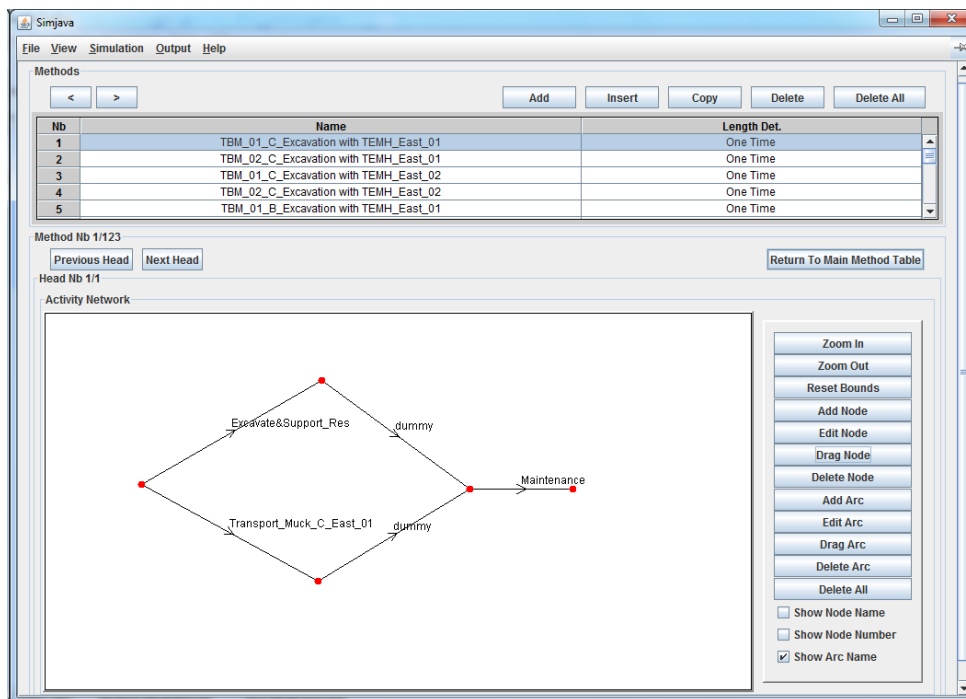 Simjava
File View Simulation Output Help
Methods
< > Add Insert Copy Delete Delete All
Nb Name Length Det.
1 TBM_01_C_Excavation with TEMH_East_01 One Time
2 TBM_02_C_Excavation with TEMH_East_01 One Time
3 TBM_01_C_Excavation with TEMH_East_02 One Time
4 TBM_02_C_Excavation with TEMH_East_02 One Time
5 TBM_01_B_Excavation with TEMH_East_01 One Time
Method Nb 1/123
Previous Head Next Head Return To Main Method Table
Head Nb 1/1
Activity Network
Excavate&Support_Res
dummy
Maintenance
Transport_Muck_C_East_01
dummy
Zoom In
Zoom Out
Reset Bounds
Add Node
Edit Node
Drag Node
Delete Node
Add Arc
Edit Arc
Drag Arc
Delete Arc
Delete All
Show Node Name
Show Node Number
Show Arc Name